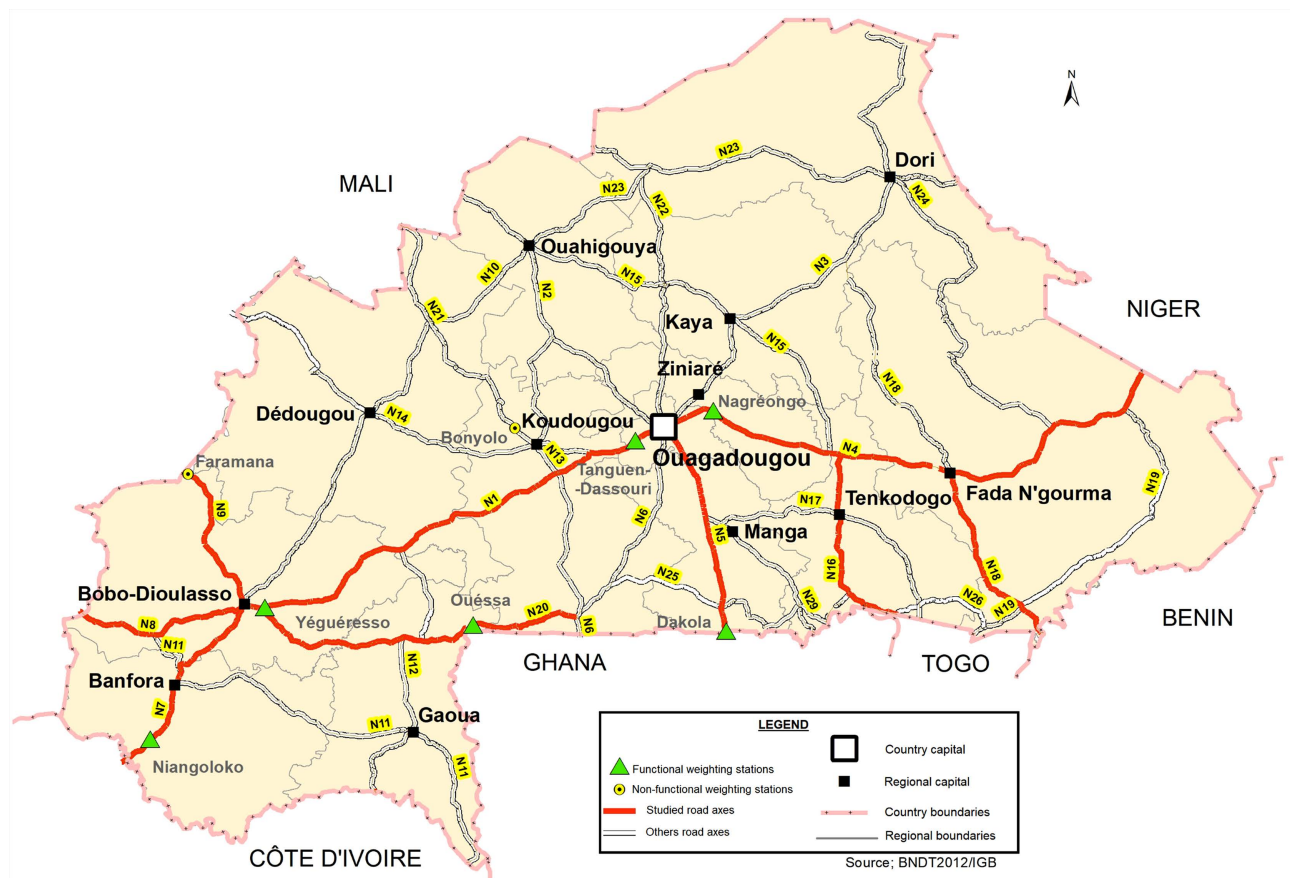 N
N23
Dori
MALI
N23
N24
N22
Ouahigouya
N3
N10
N15
N2
NIGER
N21
Kaya
N15
Ziniaré
N18
Nagréongo
Dédougou
N14
Koudougou
Bonyolo
N13
N4
Ouagadougou
Faramana
Tanguen-
-Dassouri
N19
Fada N'gourma
Tenkodogo
N1
N17
N9
N6
N5
Manga
N16
N18
N25
Bobo-Dioulasso
Ouéssa
N29
N26
N19
N20
N8
Yéguéresso
N6
Dakola
BENIN
N11
N12
GHANA
TOGO
Banfora
N7
N11
Gaoua
Niangoloko
N11
LEGEND
Functional weighting stations
Non-functional weighting stations
Studied road axes
Others road axes
Country capital
Regional capital
Country boundaries
Regional boundaries
CÔTE D'IVOIRE
Source; BNDT2012/IGB